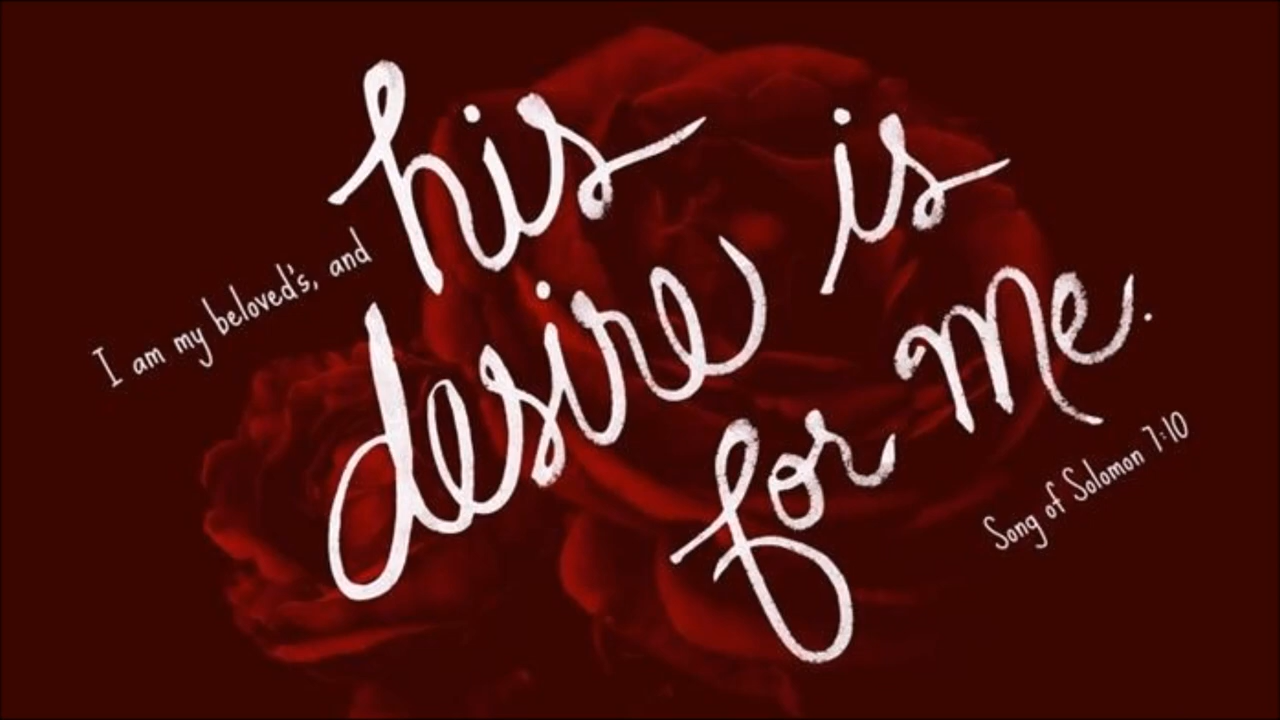 I am my beloved's, and
his is
desire
for me.
Song of Solomon 7:10